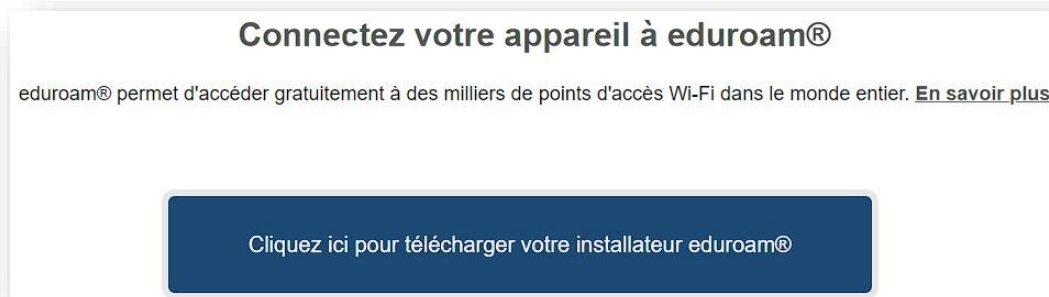 Connectez votre appareil à eduroam®
eduroam® permet d'accéder gratuitement à des milliers de points d'accès Wi-Fi dans le monde entier. En savoir plus
Cliquez ici pour télécharger votre installateur eduroam®